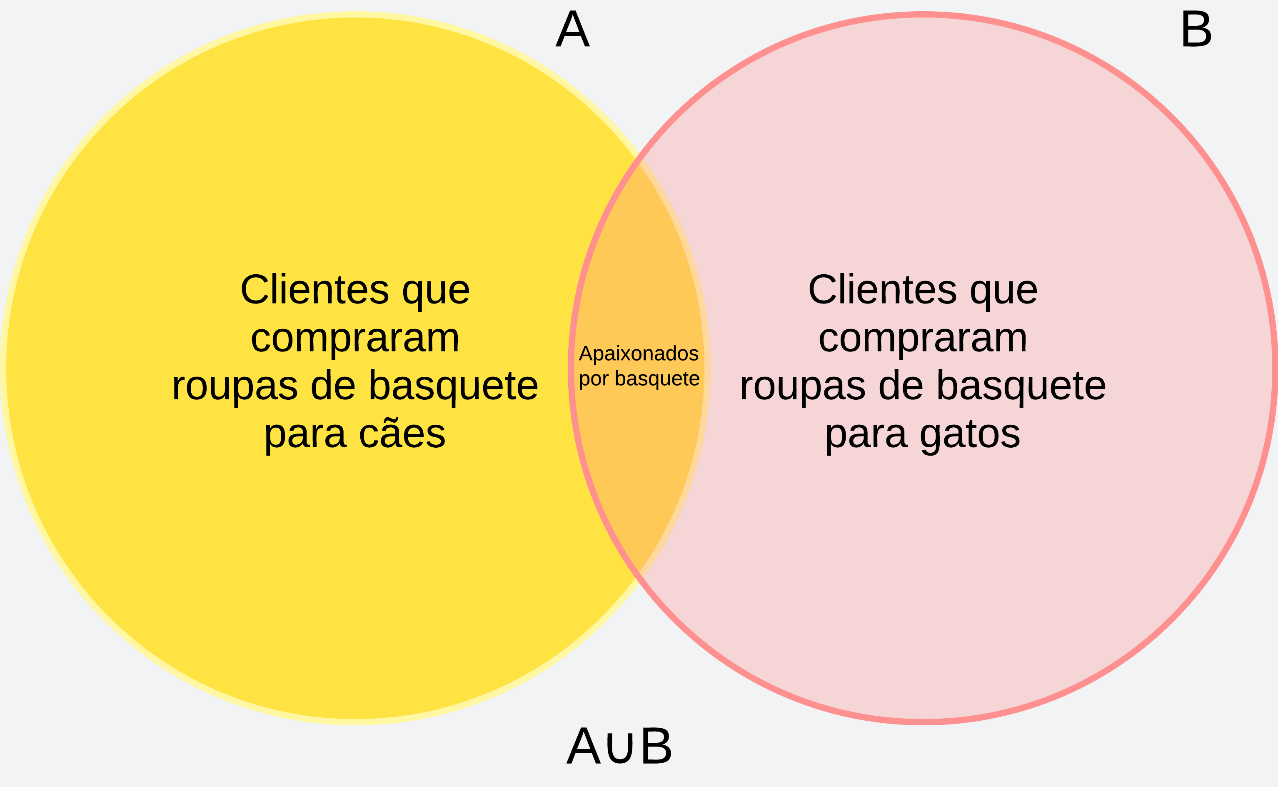 A
B
Clientes que
compraram
roupas de basquete
para cães
Apaixonados
por basquete
Clientes que
compraram
roupas de basquete
para gatos
A∪B